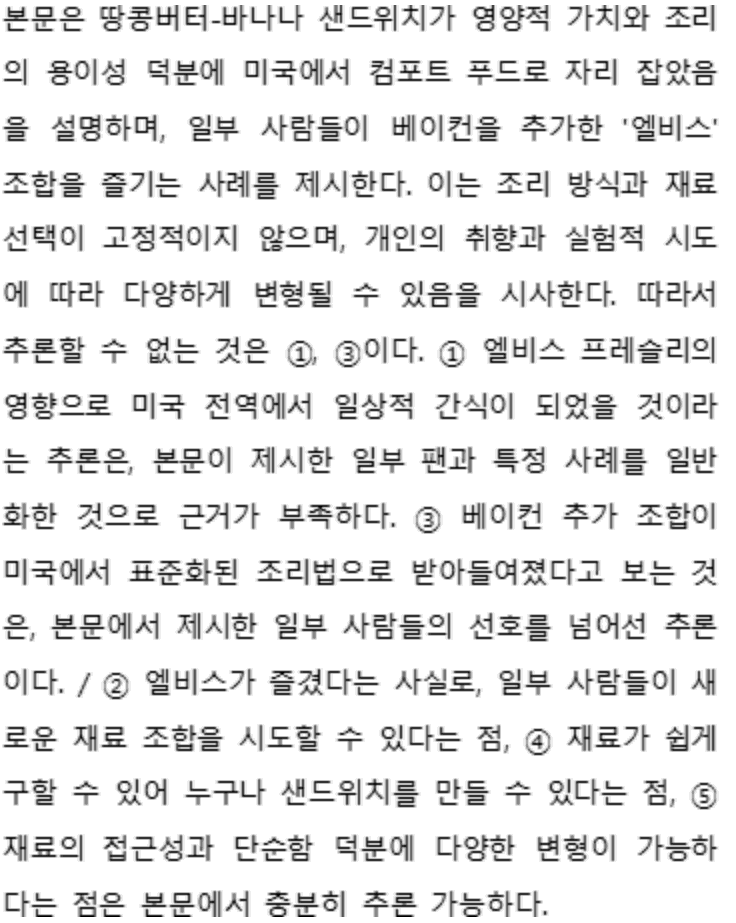 본문은 땅콩버터-바나나 샌드위치가 영양적 가치와 조리
의 용이성 덕분에 미국에서 컴포트 푸드로 자리 잡았음
을 설명하며, 일부 사람들이 베이컨을 추가한 '엘비스'
조합을 즐기는 사례를 제시한다. 이는 조리 방식과 재료
선택이 고정적이지 않으며, 개인의 취향과 실험적 시도
에 따라 다양하게 변형될 수 있음을 시사한다. 따라서
추론할 수 없는 것은 ①, ③이다. ① 엘비스 프레슬리의
영향으로 미국 전역에서 일상적 간식이 되었을 것이라
는 추론은, 본문이 제시한 일부 팬과 특정 사례를 일반
화한 것으로 근거가 부족하다. ③ 베이컨 추가 조합이
미국에서 표준화된 조리법으로 받아들여졌다고 보는 것
은, 본문에서 제시한 일부 사람들의 선호를 넘어선 추론
이다. / ② 엘비스가 즐겼다는 사실로, 일부 사람들이 새
로운 재료 조합을 시도할 수 있다는 점, ④ 재료가 쉽게
구할 수 있어 누구나 샌드위치를 만들 수 있다는 점, ⑤
재료의 접근성과 단순함 덕분에 다양한 변형이 가능하
다는 점은 본문에서 충분히 추론 가능하다.